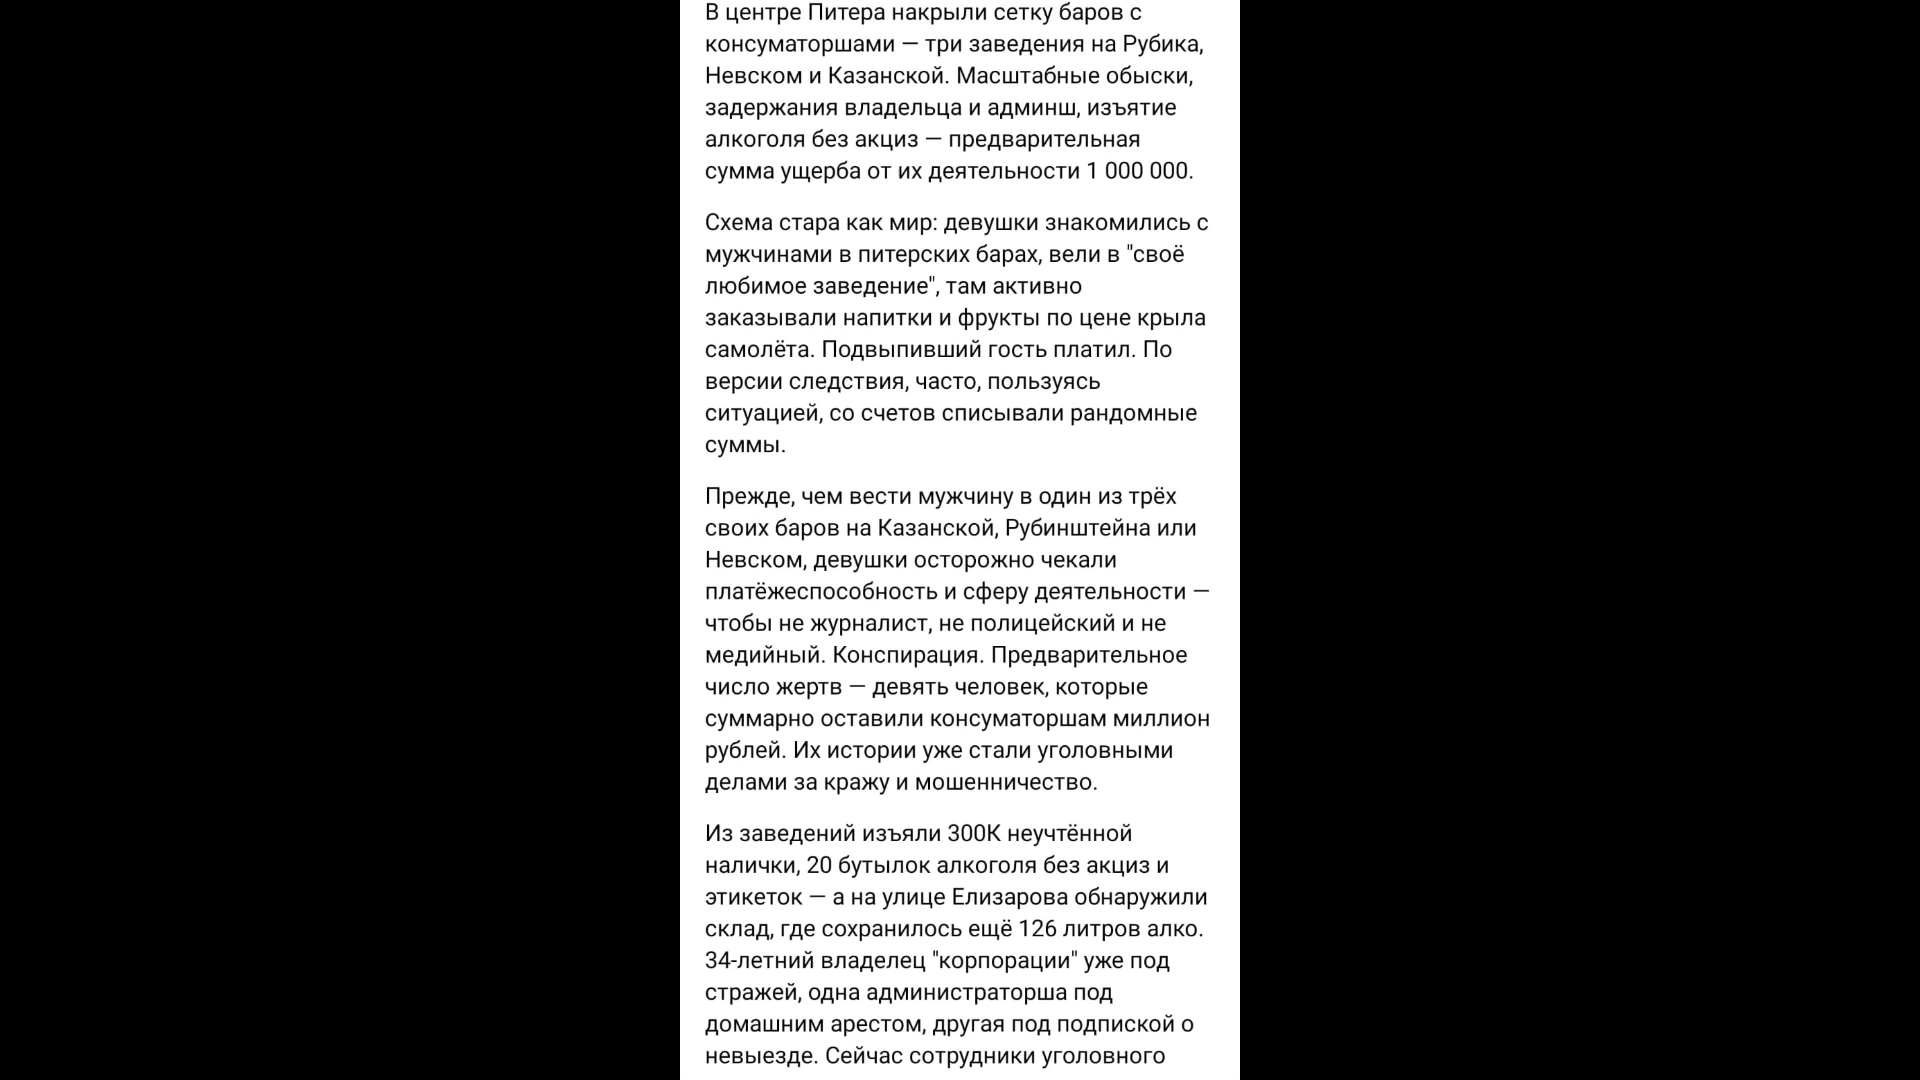 В центре Питера накрыли сетку баров с
консуматоршами — три заведения на Рубика,
Невском и Казанской. Масштабные обыски,
задержания владельца и админш, изъятие
алкоголя без акциз — предварительная
сумма ущерба от их деятельности 1 000 000.
Схема стара как мир: девушки знакомились с
мужчинами в питерских барах, вели в "своё
любимое заведение", там активно
заказывали напитки и фрукты по цене крыла
самолёта. Подвыпивший гость платил. По
версии следствия, часто, пользуясь
ситуацией, со счетов списывали рандомные
суммы.
Прежде, чем вести мужчину в один из трёх
своих баров на Казанской, Рубинштейна или
Невском, девушки осторожно чекали
платёжеспособность и сферу деятельности —
чтобы не журналист, не полицейский и не
медийный. Конспирация. Предварительное
число жертв — девять человек, которые
суммарно оставили консуматоршам миллион
рублей. Их истории уже стали уголовными
делами за кражу и мошенничество.
Из заведений изъяли 300К неучтённой
налички, 20 бутылок алкоголя без акциз и
этикеток — а на улице Елизарова обнаружили
склад, где сохранилось ещё 126 литров алко.
34-летний владелец "корпорации" уже под
стражей, одна администраторша под
домашним арестом, другая под подпиской о
невыезде. Сейчас сотрудники уголовного